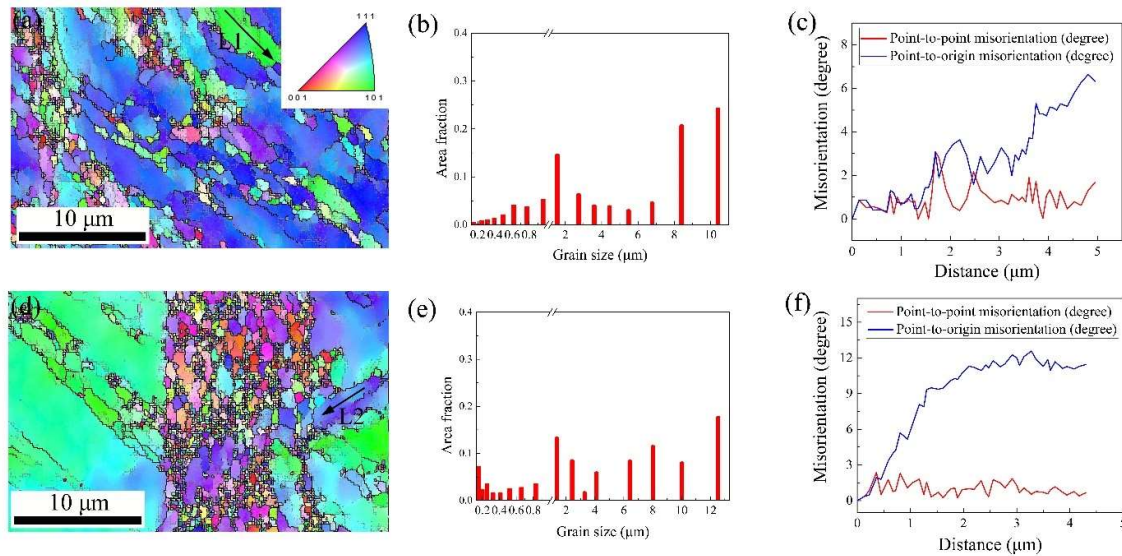 (a)
L1
111
001
101
10 μm
(b)
0.4
0.3
0.2
0.1
0.0
Area fraction
0.2 0.4 0.6 0.8
2 4 6 8 10
Grain size (μm)
(c)
Point-to-point misorientation (degree)
Point-to-origin misorientation (degree)
8
6
4
2
0
Misorientation (degree)
0 1 2 3 4 5
Distance (μm)
(d)
L2
10 μm
(e)
0.4
0.3
0.2
0.1
0.0
Area fraction
0.2 0.4 0.6 0.8
2 4 6 8 10 12
Grain size (μm)
(f)
Point-to-point misorientation (degree)
Point-to-origin misorientation (degree)
15
12
9
6
3
0
Misorientation (degree)
0 1 2 3 4 5
Distance (μm)